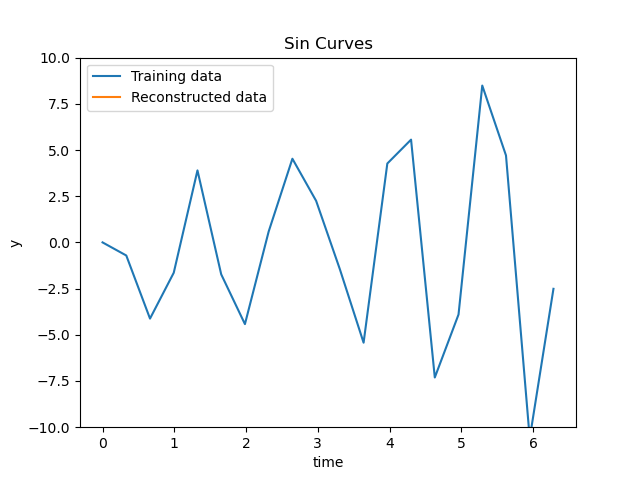 Sin Curves
Training data
Reconstructed data
10.0
7.5
5.0
2.5
0.0
−2.5
−5.0
−7.5
−10.0
y
0 1 2 3 4 5 6
time